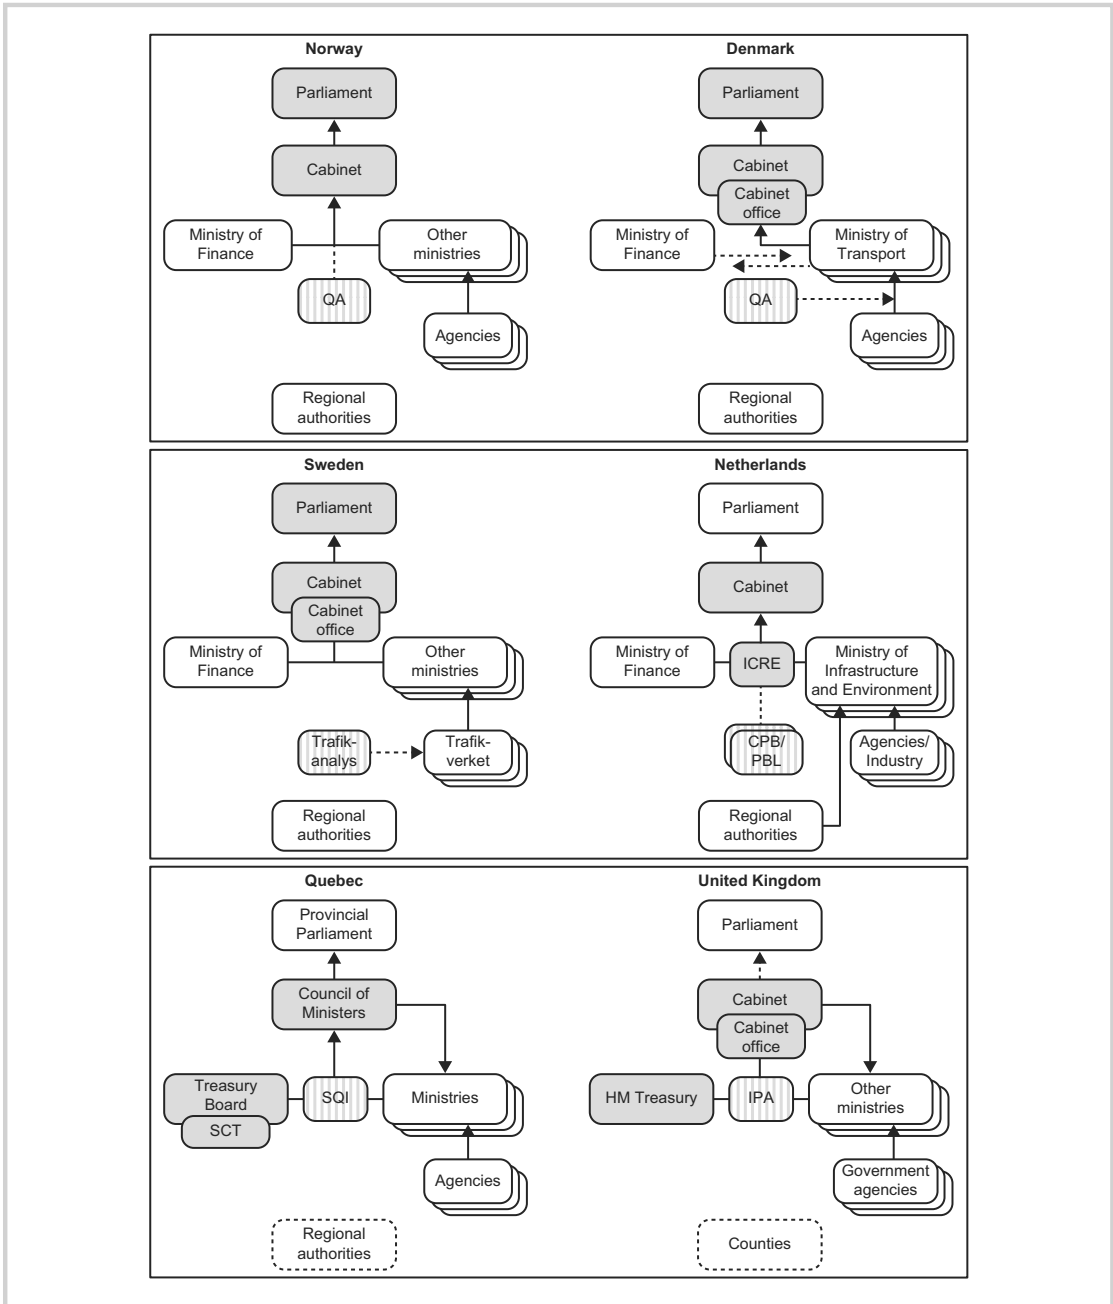 Norway
Parliament
Cabinet
Ministry of
Finance
Other
ministries
QA
Agencies
Regional
authorities
Denmark
Parliament
Cabinet
Cabinet
office
Ministry of
Finance
Ministry of
Transport
QA
Agencies
Regional
authorities
Sweden
Parliament
Cabinet
Cabinet
office
Ministry of
Finance
Other
ministries
Trafik-
analys
Trafik-
verket
Regional
authorities
Netherlands
Parliament
Cabinet
Ministry of
Finance
ICRE
Ministry of
Infrastructure
and Environment
CPB/
PBL
Agencies/
Industry
Regional
authorities
Quebec
Provincial
Parliament
Council of
Ministers
Treasury
Board
SCT
SQI
Ministries
Agencies
Regional
authorities
United Kingdom
Parliament
Cabinet
Cabinet
office
HM Treasury
IPA
Other
ministries
Government
agencies
Counties